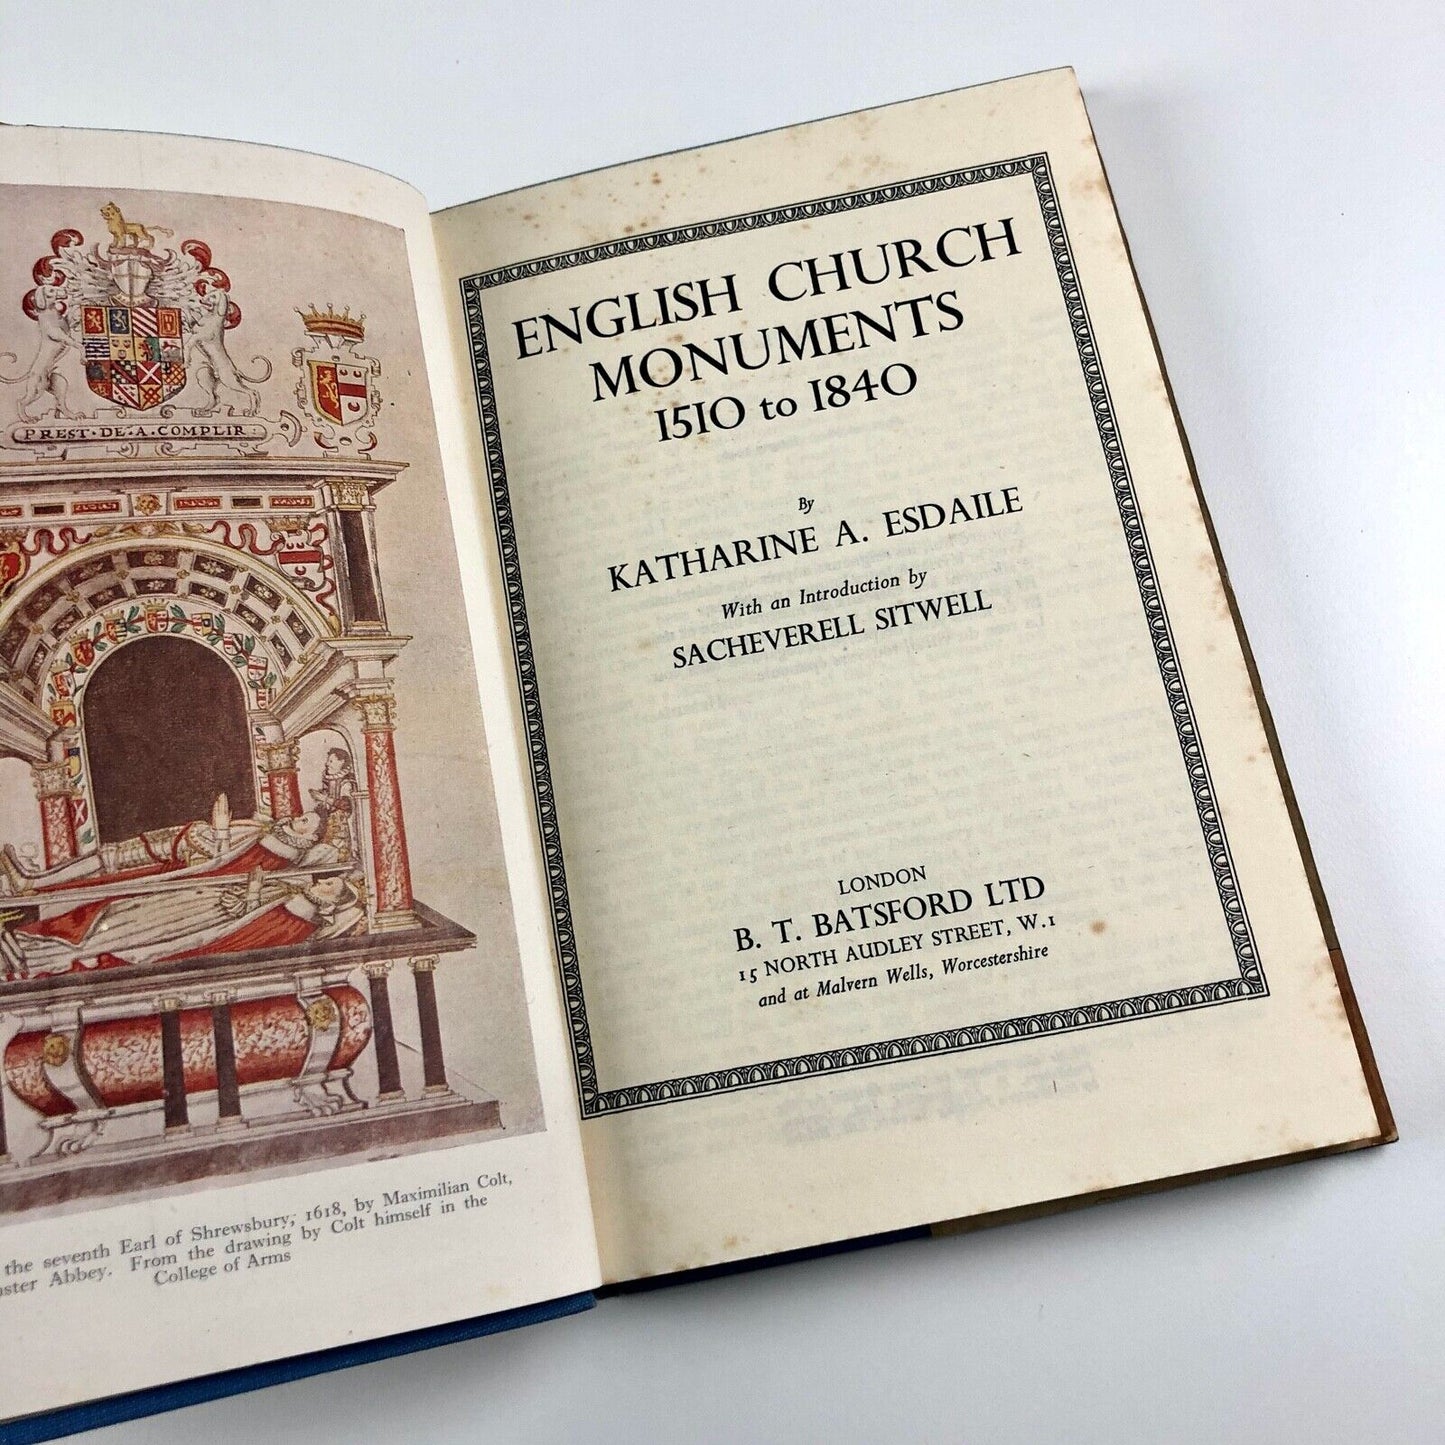 PREST·DE·A·COMPLIR·
the seventh Earl of Shrewsbury, 1618, by Maximilian Colt,
Abbey. From the drawing by Colt himself in the
College of Arms
ENGLISH CHURCH
MONUMENTS
1510 to 1840
By
KATHARINE A. ESDAILE
With an Introduction by
SACHEVERELL SITWELL
LONDON
B. T. BATSFORD LTD
15 NORTH AUDLEY STREET, W.1
and at Malvern Wells, Worcestershire